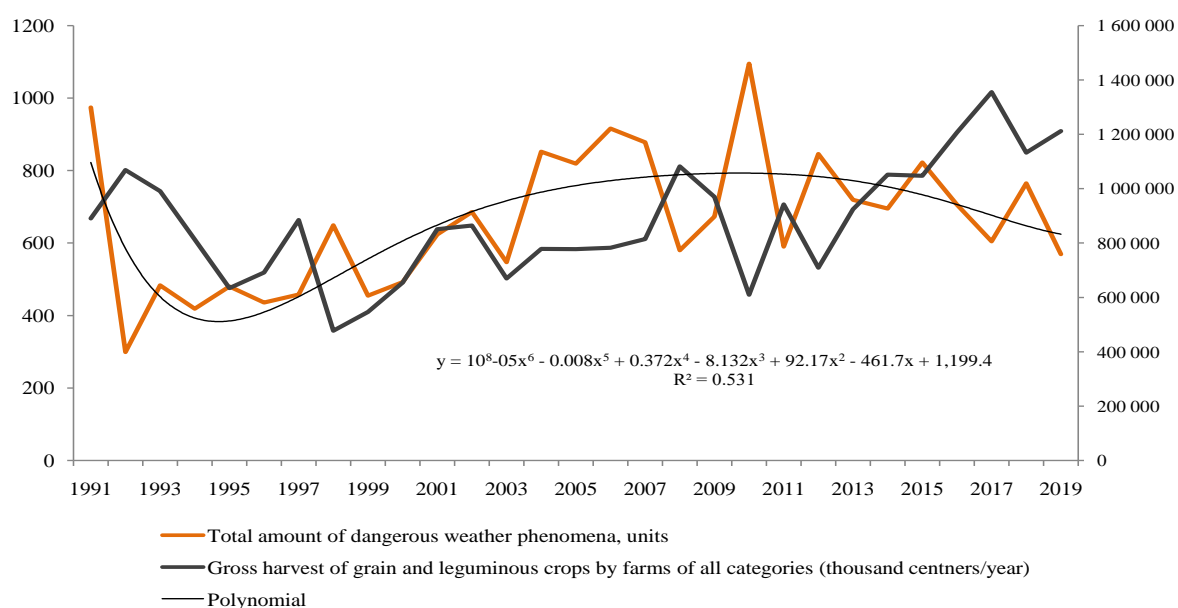 1200
1000
800
600
400
200
0
1 600 000
1 400 000
1 200 000
1 000 000
800 000
600 000
400 000
200 000
0
y = 10⁸-05x⁶ - 0.008x⁵ + 0.372x⁴ - 8.132x³ + 92.17x² - 461.7x + 1,199.4
R² = 0.531
1991 1993 1995 1997 1999 2001 2003 2005 2007 2009 2011 2013 2015 2017 2019
Total amount of dangerous weather phenomena, units
Gross harvest of grain and leguminous crops by farms of all categories (thousand centners/year)
Polynomial